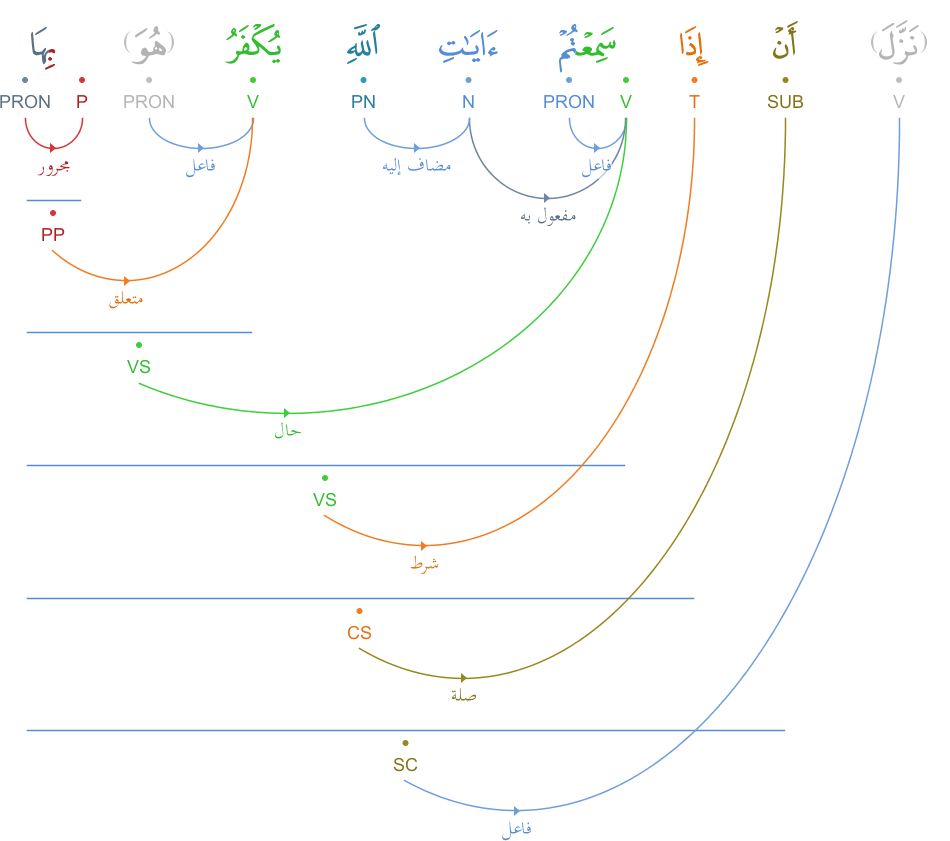 (نَزَّلَ) أَنْ إِذَا سَمِعْتُمْ ءَايَٰتِ ٱللَّهِ يُكْفَرُ (هُوَ) بِهَا
V SUB T V PRON N PN V PRON P PRON
فاعل مضاف إليه فاعل مجرور
مفعول به
PP
متعلق
VS
حال
VS
شرط
CS
صلة
SC
فاعل